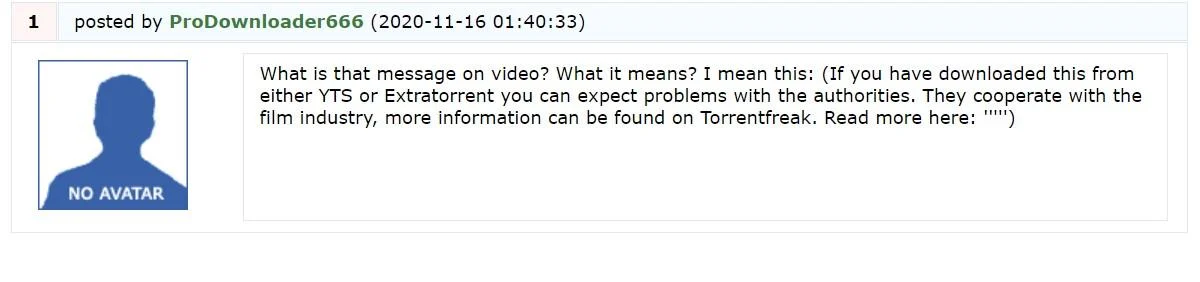 1 posted by ProDownloader666 (2020-11-16 01:40:33)
What is that message on video? What it means? I mean this: (If you have downloaded this from
either YTS or Extratorrent you can expect problems with the authorities. They cooperate with the
film industry, more information can be found on Torrentfreak. Read more here: ''''')
NO AVATAR